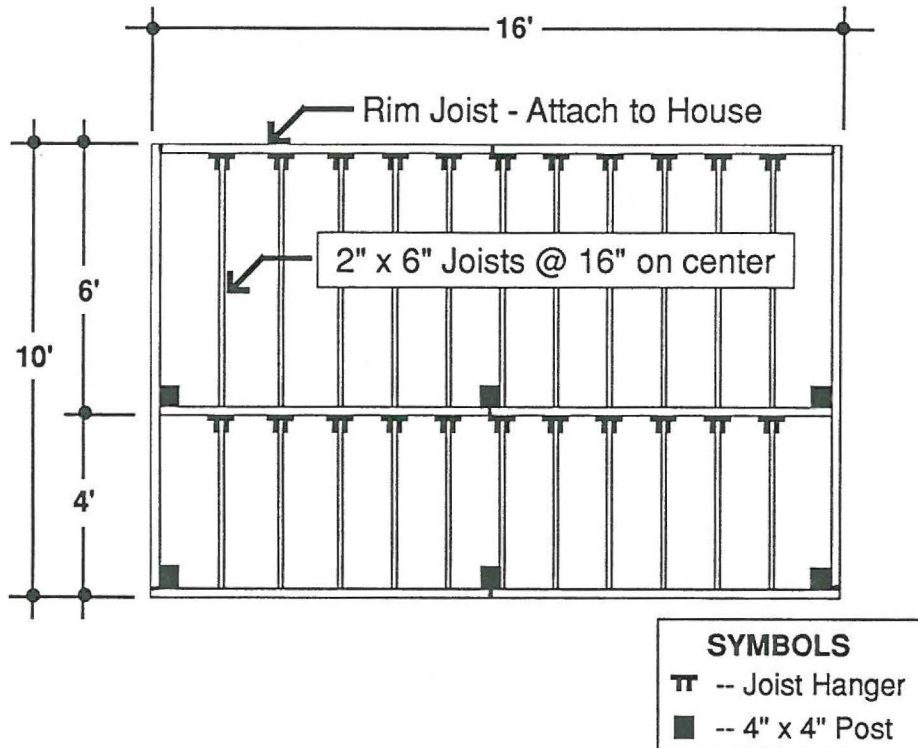 16'
Rim Joist - Attach to House
2" x 6" Joists @ 16" on center
6'
10'
4'
SYMBOLS
-- Joist Hanger
-- 4" x 4" Post